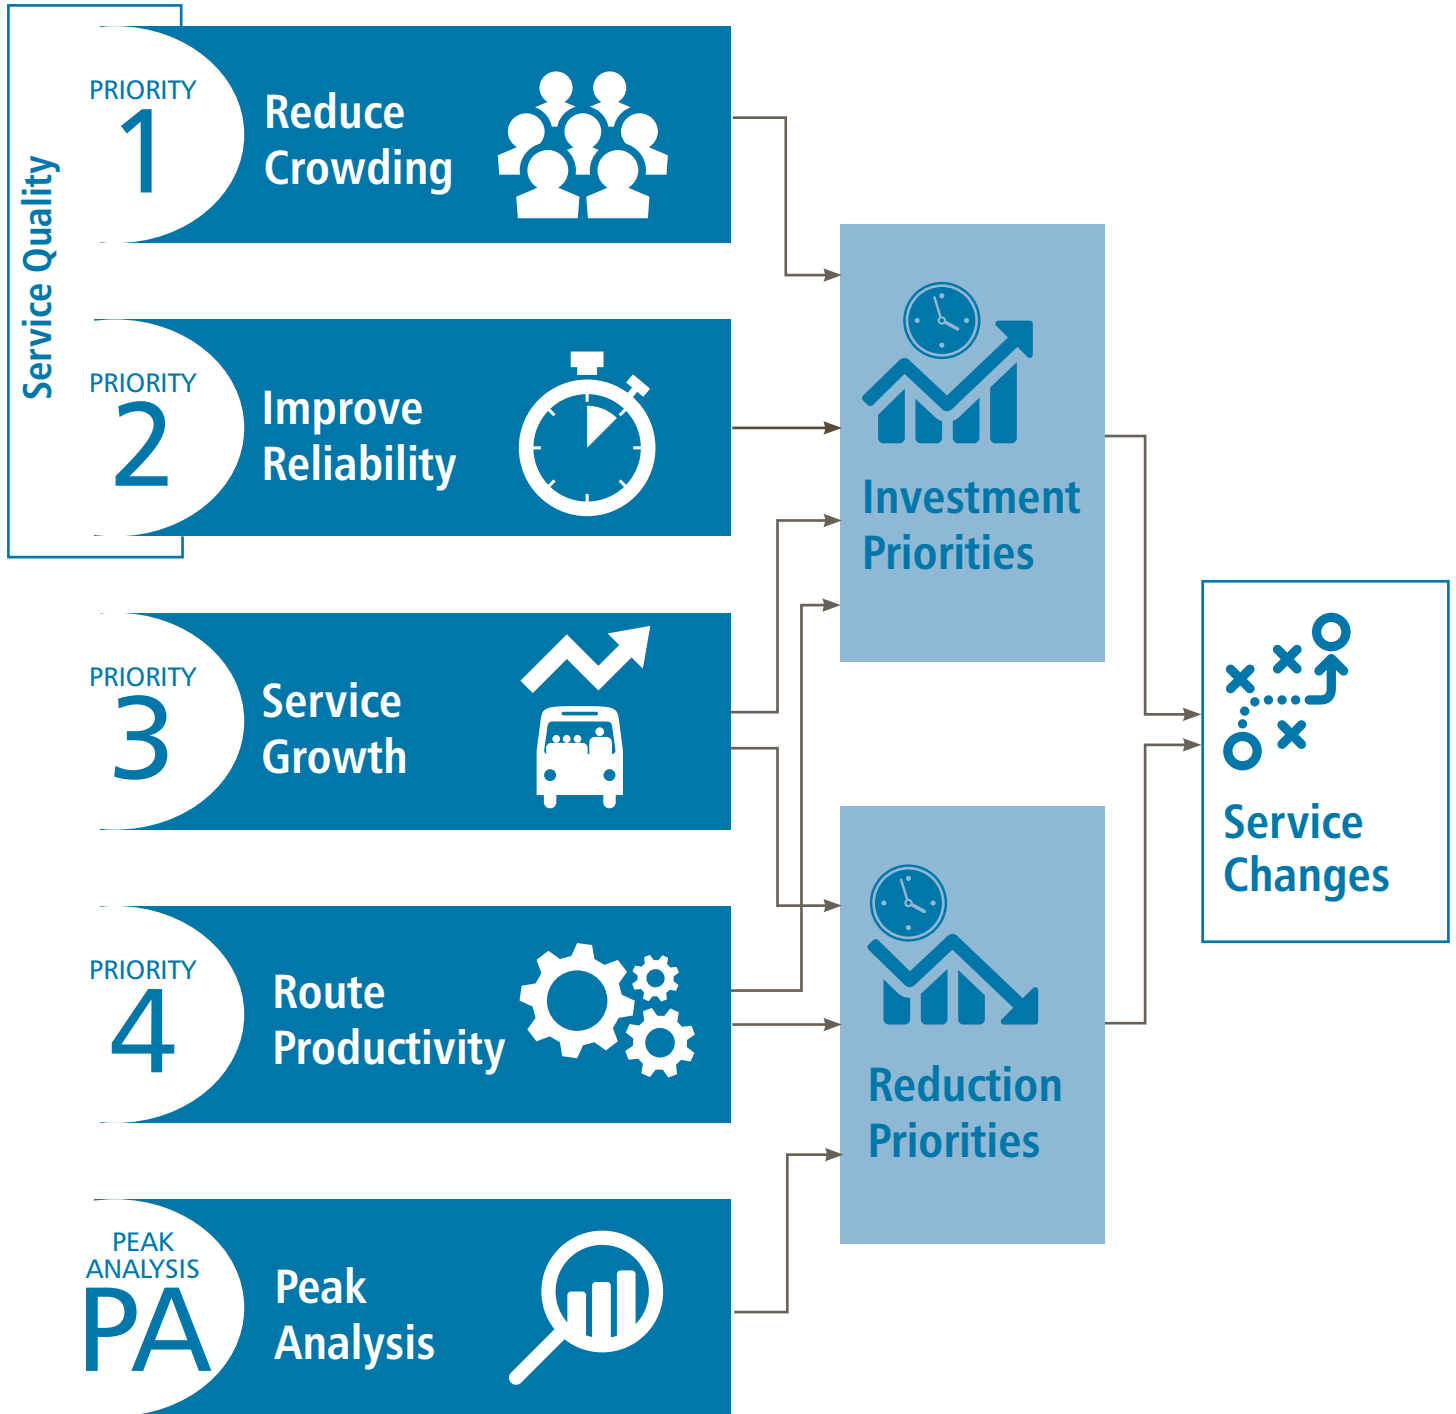 Service Quality
PRIORITY
1
Reduce
Crowding
PRIORITY
2
Improve
Reliability
PRIORITY
3
Service
Growth
PRIORITY
4
Route
Productivity
PEAK
ANALYSIS
PA
Peak
Analysis
Investment
Priorities
Reduction
Priorities
Service
Changes